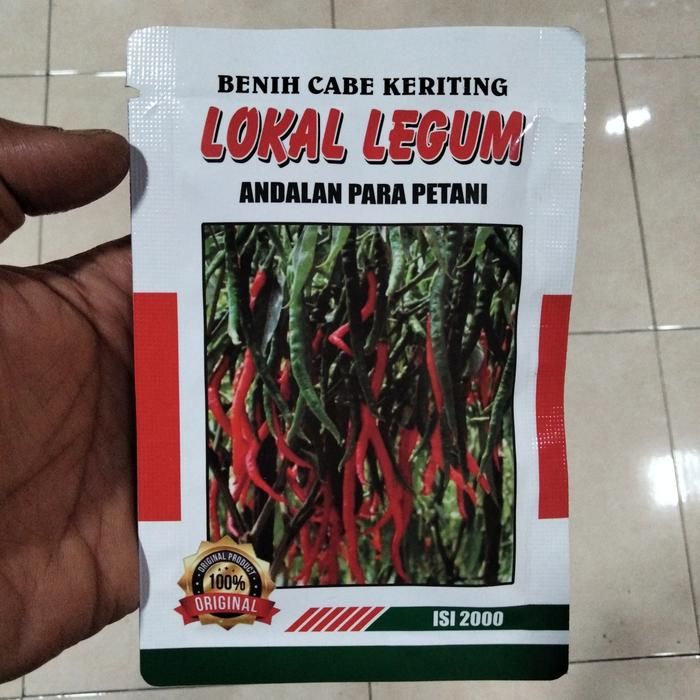 BENIH CABE KERITING
LOKAL LEGUM
ANDALAN PARA PETANI
ORIGINAL PRODUCT
100%
ORIGINAL
ISI 2000